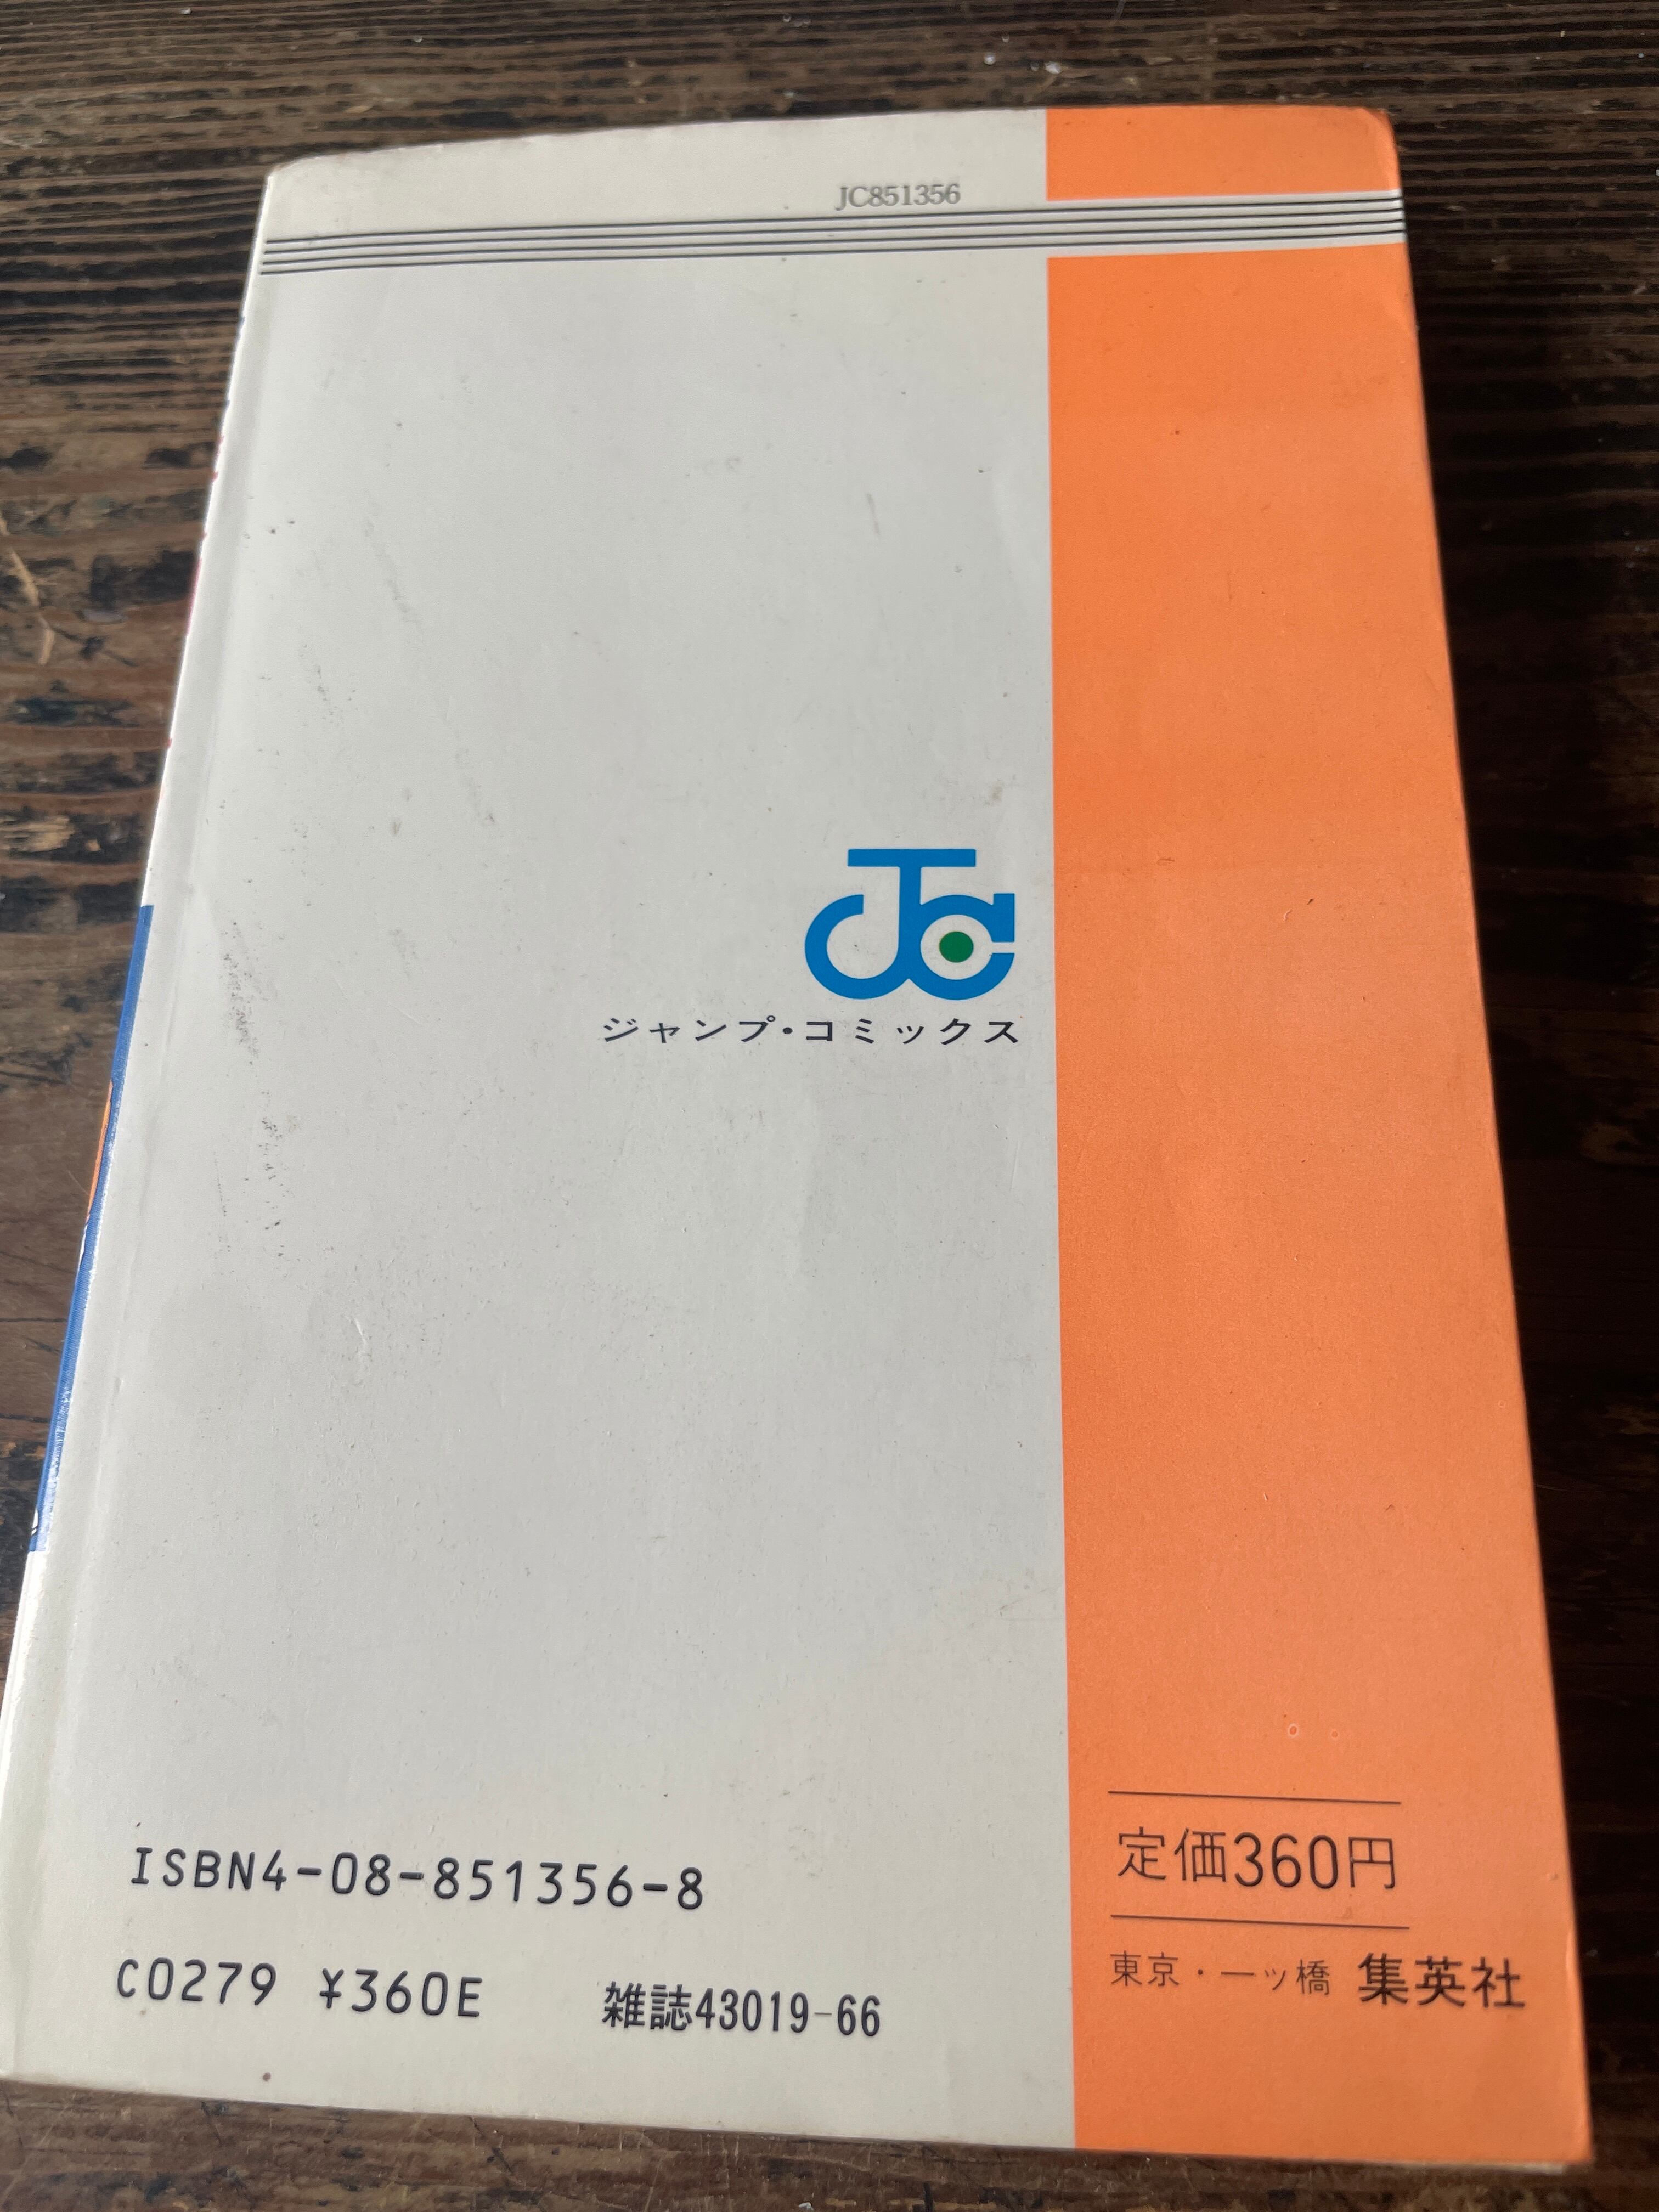 JC851356
JC
ジャンプ・コミックス
ISBN4-08-851356-8
C0279 ¥360E
雑誌43019-66
定価360円
東京・一ッ橋 集英社